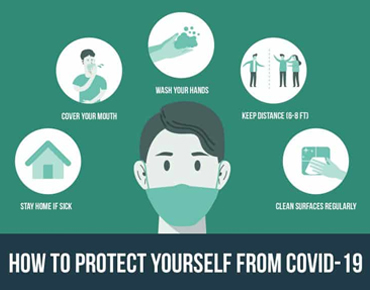 COVER YOUR MOUTH
WASH YOUR HANDS
KEEP DISTANCE (6-8 FT)
STAY HOME IF SICK
CLEAN SURFACES REGULARLY
HOW TO PROTECT YOURSELF FROM COVID-19